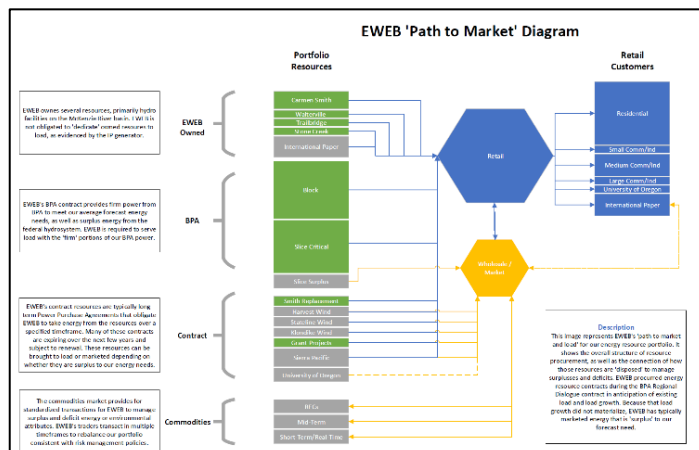 EWEB 'Path to Market' Diagram
Portfolio
Resources
Retail
Customers
EWEB ownes several resources, primarily hydro
facilities on the McKenzie River basin. EWEB is
not obligated to 'dedicate' owned resoures to
load, as evidenced by the IP generator.
EWEB
Owned
Carmen Smith
Walterville
Trailbridge
Stone Creek
International Paper
Retail
Residential
Small Comm/Ind
Medium Comm/Ind
Large Comm/Ind
University of Oregon
International Paper
EWEB's BPA contract provides firm power from
BPA to meet our average forecast energy
needs, as well as surplus energy from the
federal hydrosystem. EWEB is required to serve
load with the 'firm' portions of our BPA power.
BPA
Block
Slice Critical
Slice Surplus
Wholesale /
Market
EWEB's contract resources are typically long
term Power Purchase Agreements that obligate
EWEB to take energy from the resources over a
specified timeframe. Many of these contracts
are expiring over the next few years and
subject to renewal. These resources can be
brought to load or marketed depending on
whether they are surplus to our energy needs.
Contract
Smith Replacement
Harvest Wind
Stateline Wind
Klondike Wind
Grant Projects
Sierra Pacific
University of Oregon
Description
This image represents EWEB's 'path to market
and load' for our energy resource portfolio. It
shows the overall structure of resource
procurement, as well as the connection of how
those resources are 'disposed' to manage
surplusses and deficits. EWEB procured energy
resource contracts during the BPA Regional
Dialogue contract in anticipation of existing
load and load growth. Because that load
growth did not materialize, EWEB has typically
marketed energy that is 'surplus' to our
forecast need.
The commodities market provides for
standardized transactions for EWEB to manage
surplus and deficit energy or environmental
attributes. EWEB's traders transact in multiple
timeframes to rebalance our portfolio
consistent with risk management policies.
Commodities
RECs
Mid-Term
Short Term/Real Time